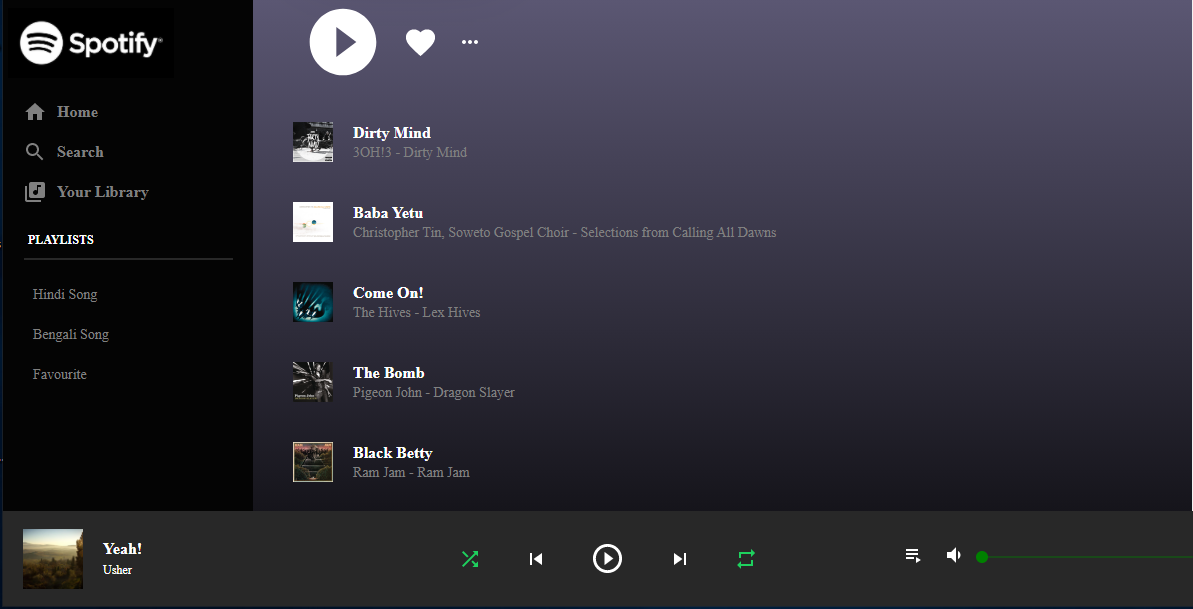 Spotify
Home
Search
Your Library
PLAYLISTS
Hindi Song
Bengali Song
Favourite
Dirty Mind
3OH!3 - Dirty Mind
Baba Yetu
Christopher Tin, Soweto Gospel Choir - Selections from Calling All Dawns
Come On!
The Hives - Lex Hives
The Bomb
Pigeon John - Dragon Slayer
Black Betty
Ram Jam - Ram Jam
Yeah!
Usher